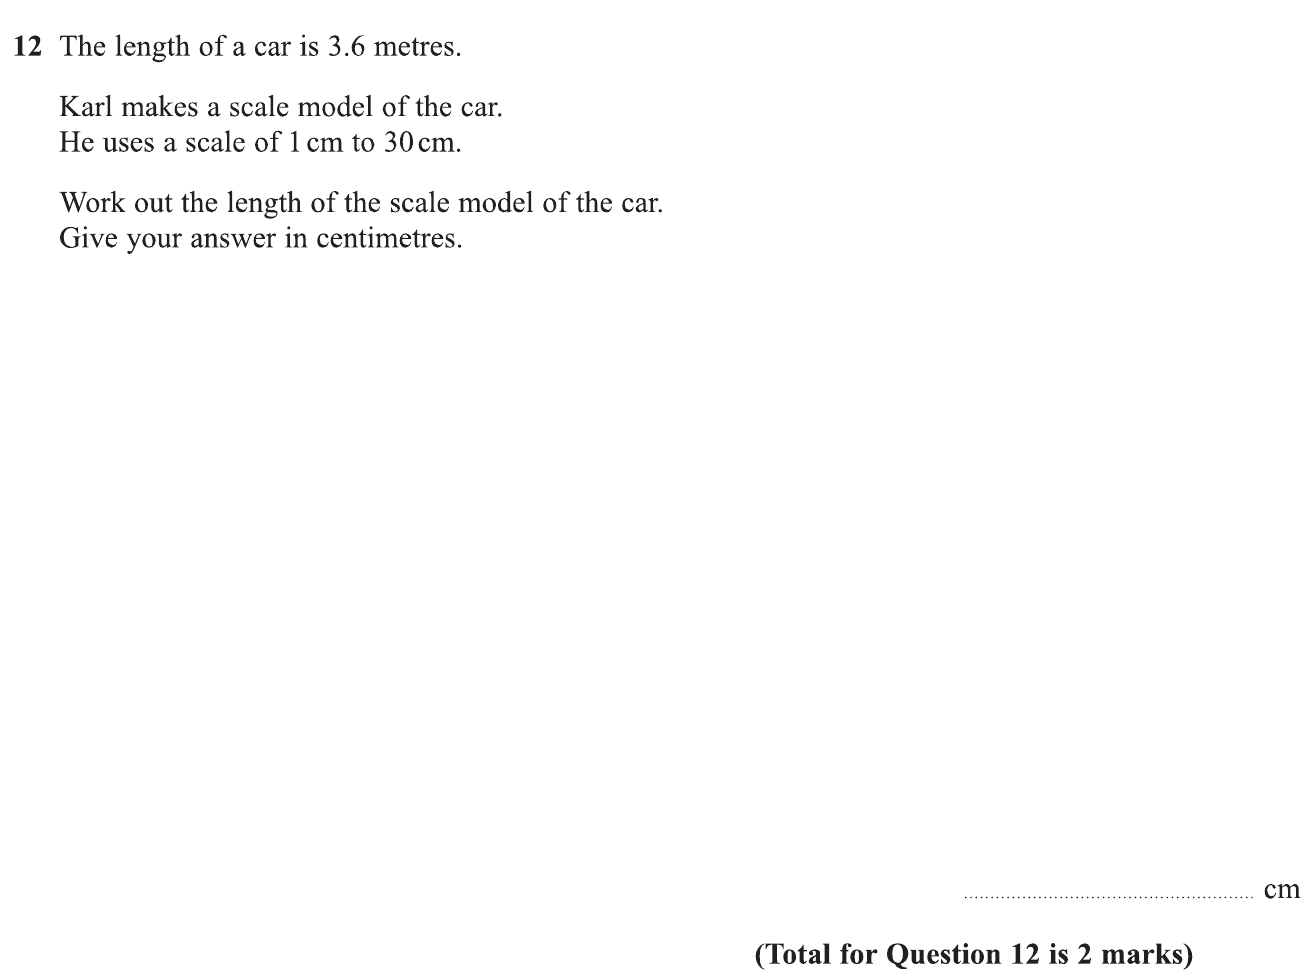 12 The length of a car is 3.6 metres.
Karl makes a scale model of the car.
He uses a scale of 1 cm to 30 cm.
Work out the length of the scale model of the car.
Give your answer in centimetres.
........................................................ cm
(Total for Question 12 is 2 marks)